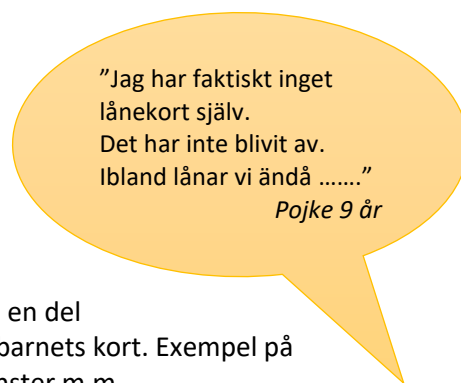 ”Jag har faktiskt inget
lånekort själv.
Det har inte blivit av.
Ibland lånar vi ändå …….”
Pojke 9 år
en del
barnets kort. Exempel på
m.m